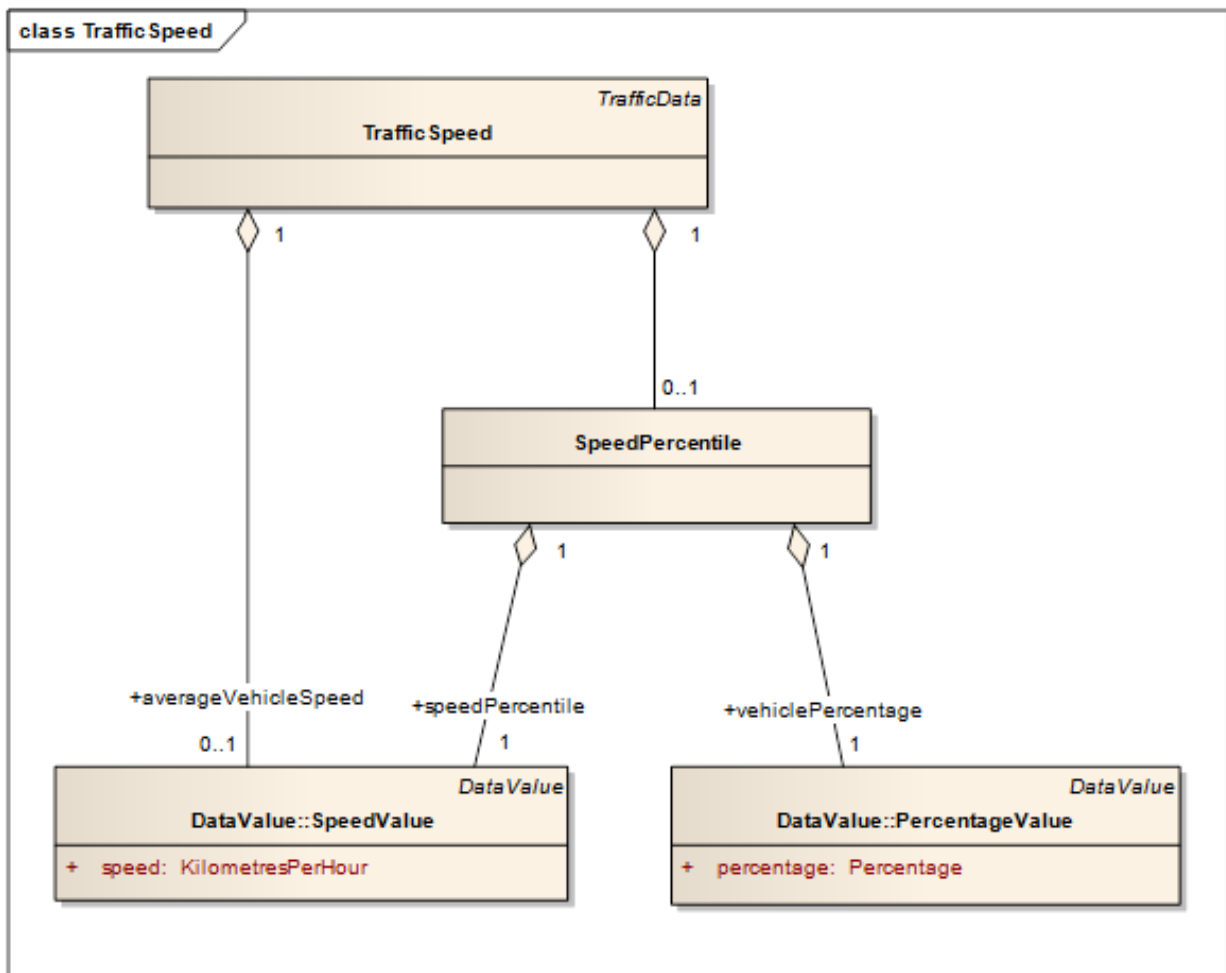 class TrafficSpeed
TrafficData
TrafficSpeed
1
1
0..1
SpeedPercentile
1
1
+averageVehicleSpeed
+speedPercentile
+vehiclePercentage
0..1
1
1
DataValue
DataValue::SpeedValue
+ speed: KilometresPerHour
DataValue
DataValue::PercentageValue
+ percentage: Percentage